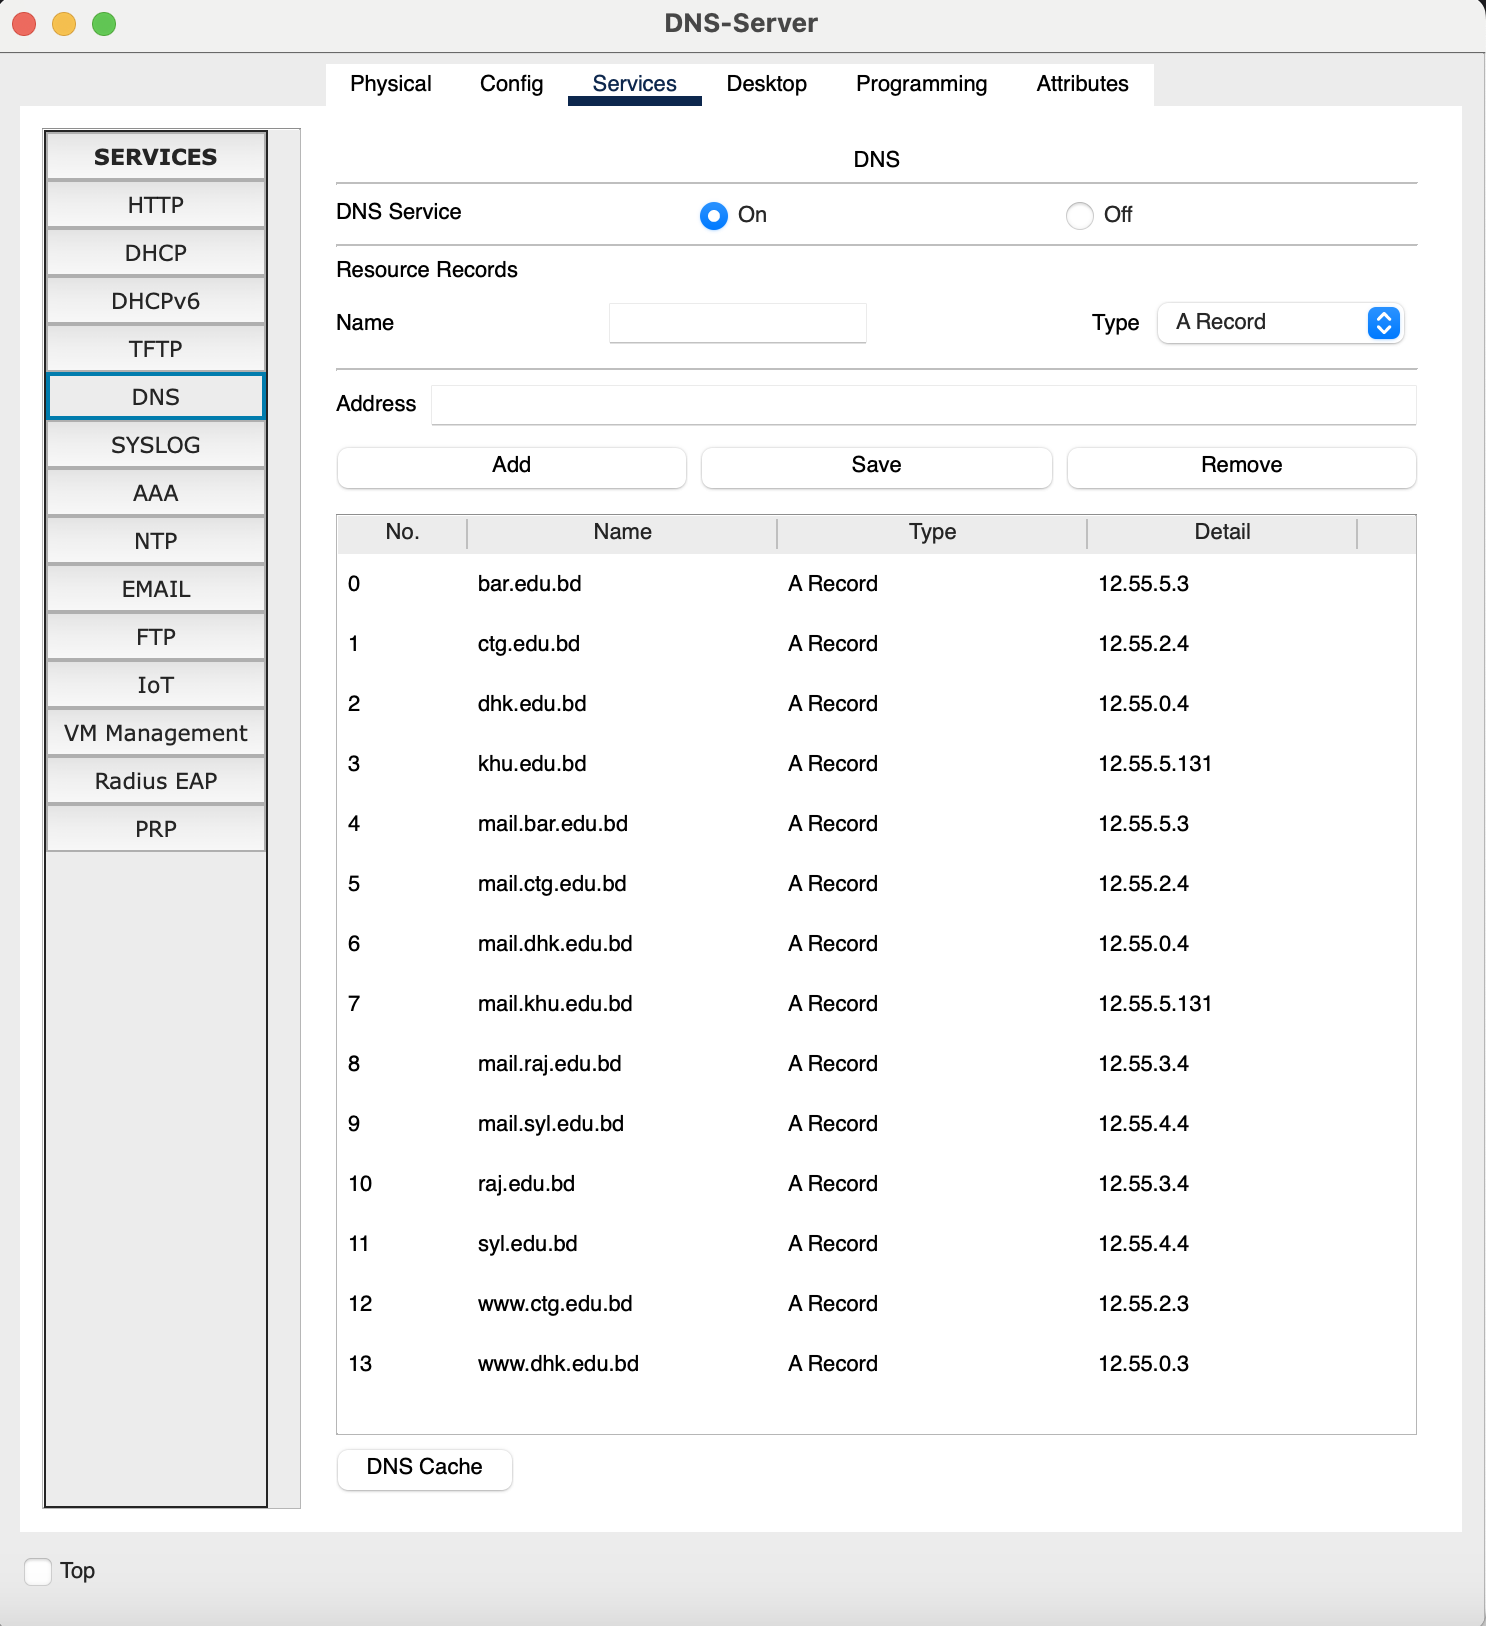 DNS-Server
Physical Config Services Desktop Programming Attributes
SERVICES
HTTP
DHCP
DHCPv6
TFTP
DNS
SYSLOG
AAA
NTP
EMAIL
FTP
IoT
VM Management
Radius EAP
PRP
DNS
DNS Service On Off
Resource Records
Name Type A Record
Address
Add Save Remove
No. Name Type Detail
0 bar.edu.bd A Record 12.55.5.3
1 ctg.edu.bd A Record 12.55.2.4
2 dhk.edu.bd A Record 12.55.0.4
3 khu.edu.bd A Record 12.55.5.131
4 mail.bar.edu.bd A Record 12.55.5.3
5 mail.ctg.edu.bd A Record 12.55.2.4
6 mail.dhk.edu.bd A Record 12.55.0.4
7 mail.khu.edu.bd A Record 12.55.5.131
8 mail.raj.edu.bd A Record 12.55.3.4
9 mail.syl.edu.bd A Record 12.55.4.4
10 raj.edu.bd A Record 12.55.3.4
11 syl.edu.bd A Record 12.55.4.4
12 www.ctg.edu.bd A Record 12.55.2.3
13 www.dhk.edu.bd A Record 12.55.0.3
DNS Cache
Top